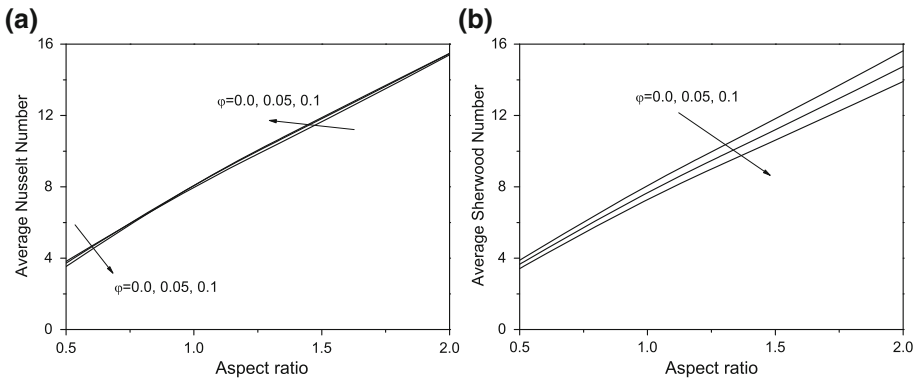 (a)
16
12
8
4
0
Average Nusselt Number
φ=0.0, 0.05, 0.1
φ=0.0, 0.05, 0.1
0.5
1.0
1.5
2.0
Aspect ratio
(b)
16
12
8
4
0
Average Sherwood Number
φ=0.0, 0.05, 0.1
0.5
1.0
1.5
2.0
Aspect ratio